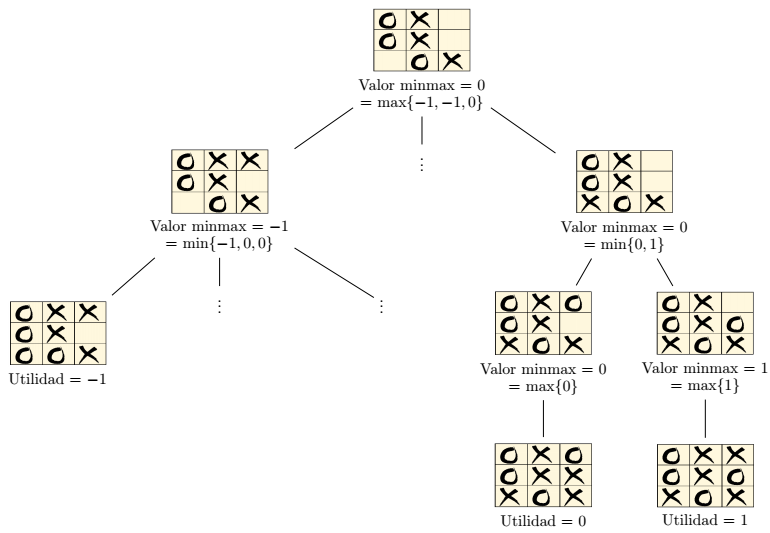 O X
O X
O X
Valor minmax = 0
= max{−1, −1, 0}
⋮
O X X
O X
O X
Valor minmax = −1
= min{−1, 0, 0}
O X
O X
X O X
Valor minmax = 0
= min{0, 1}
O X X
O X
O O X
Utilidad = −1
⋮
⋮
O X O
O X
X O X
Valor minmax = 0
= max{0}
O X
O X O
X O X
Valor minmax = 1
= max{1}
O X O
O X X
X O X
Utilidad = 0
O X X
O X O
X O X
Utilidad = 1